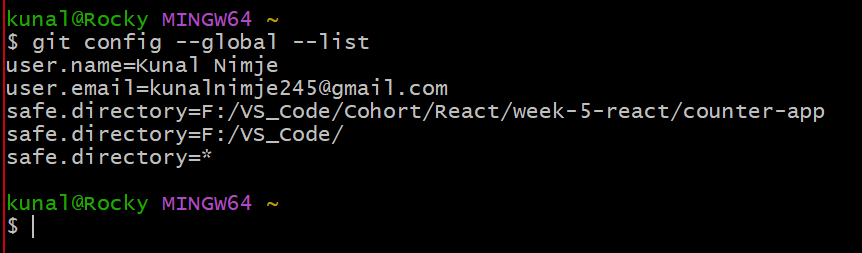 kunal@Rocky MINGW64 ~
$ git config --global --list
user.name=Kunal Nimje
user.email=kunalnimje245@gmail.com
safe.directory=F:/VS_Code/Cohort/React/week-5-react/counter-app
safe.directory=F:/VS_Code/
safe.directory=*
kunal@Rocky MINGW64 ~
$